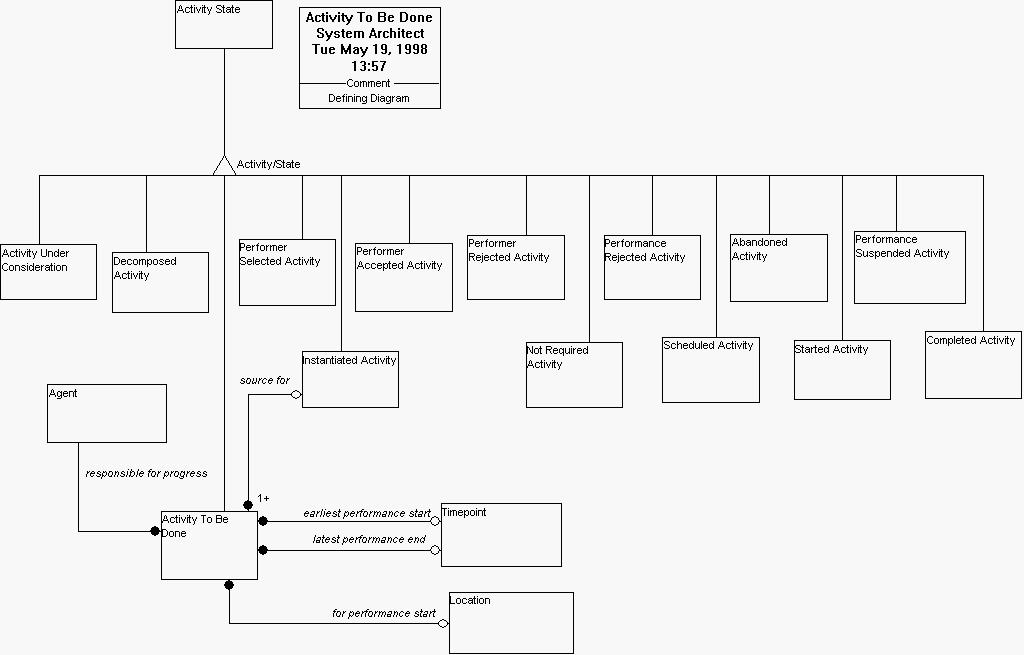 Activity State
Activity To Be Done
System Architect
Tue May 19, 1998
13:57
Comment
Defining Diagram
Activity/State
Activity Under
Consideration
Decomposed
Activity
Performer
Selected Activity
Performer
Accepted Activity
Performer
Rejected Activity
Performance
Rejected Activity
Abandoned
Activity
Performance
Suspended Activity
Instantiated Activity
Not Required
Activity
Scheduled Activity
Started Activity
Completed Activity
source for
Agent
responsible for progress
1+
Activity To Be
Done
earliest performance start
Timepoint
latest performance end
Location
for performance start